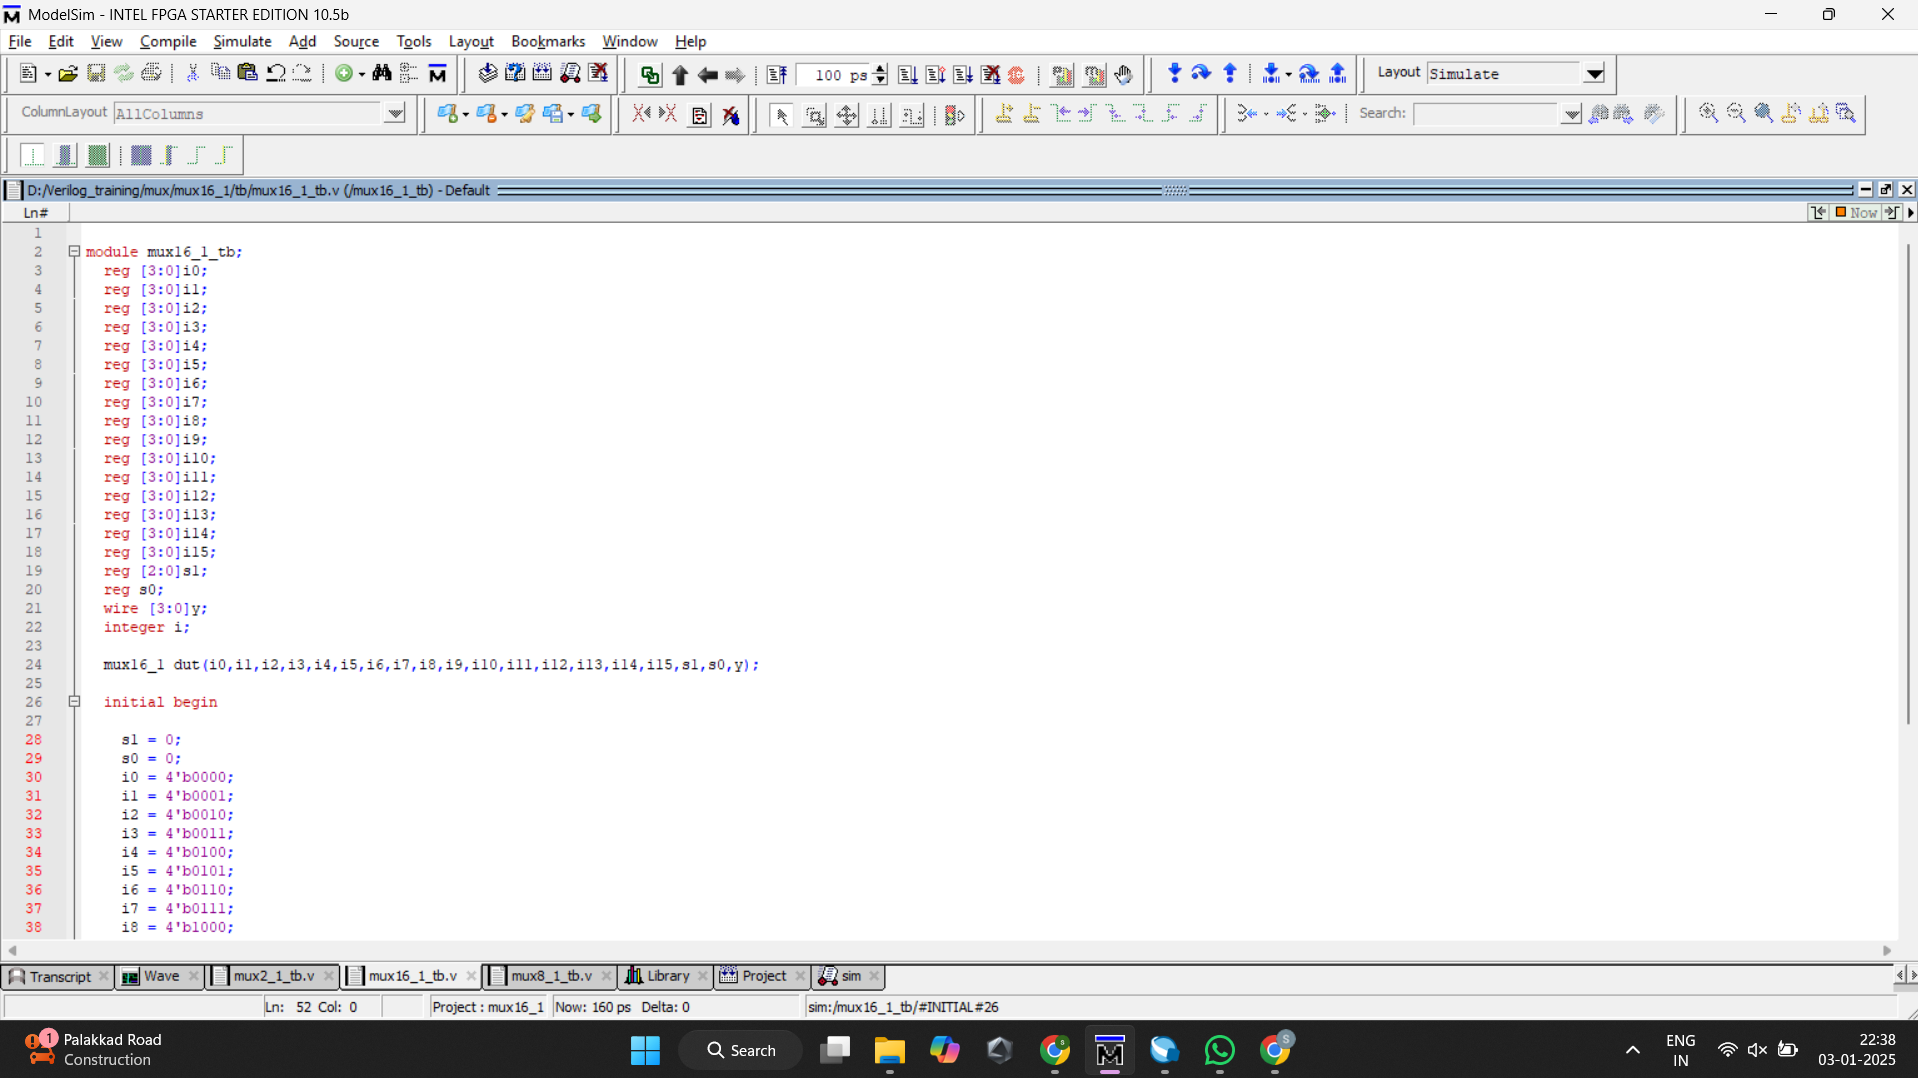 ModelSim - INTEL FPGA STARTER EDITION 10.5b
File Edit View Compile Simulate Add Source Tools Layout Bookmarks Window Help
100 ps
Layout Simulate
ColumnLayout AllColumns
Search:
D:/Verilog_training/mux/mux16_1/tb/mux16_1_tb.v (/mux16_1_tb) - Default
Ln#
Now
1
2 module mux16_1_tb;
3 reg [3:0]i0;
4 reg [3:0]i1;
5 reg [3:0]i2;
6 reg [3:0]i3;
7 reg [3:0]i4;
8 reg [3:0]i5;
9 reg [3:0]i6;
10 reg [3:0]i7;
11 reg [3:0]i8;
12 reg [3:0]i9;
13 reg [3:0]i10;
14 reg [3:0]i11;
15 reg [3:0]i12;
16 reg [3:0]i13;
17 reg [3:0]i14;
18 reg [3:0]i15;
19 reg [2:0]s1;
20 reg s0;
21 wire [3:0]y;
22 integer i;
23
24 mux16_1 dut(i0,i1,i2,i3,i4,i5,i6,i7,i8,i9,i10,i11,i12,i13,i14,i15,s1,s0,y);
25
26 initial begin
27
28 s1 = 0;
29 s0 = 0;
30 i0 = 4'b0000;
31 i1 = 4'b0001;
32 i2 = 4'b0010;
33 i3 = 4'b0011;
34 i4 = 4'b0100;
35 i5 = 4'b0101;
36 i6 = 4'b0110;
37 i7 = 4'b0111;
38 i8 = 4'b1000;
Transcript Wave mux2_1_tb.v mux16_1_tb.v mux8_1_tb.v Library Project sim
Ln: 52 Col: 0 Project : mux16_1 Now: 160 ps Delta: 0 sim:/mux16_1_tb/#INITIAL#26
1
Palakkad Road
Construction
Search
ENG
IN
22:38
03-01-2025